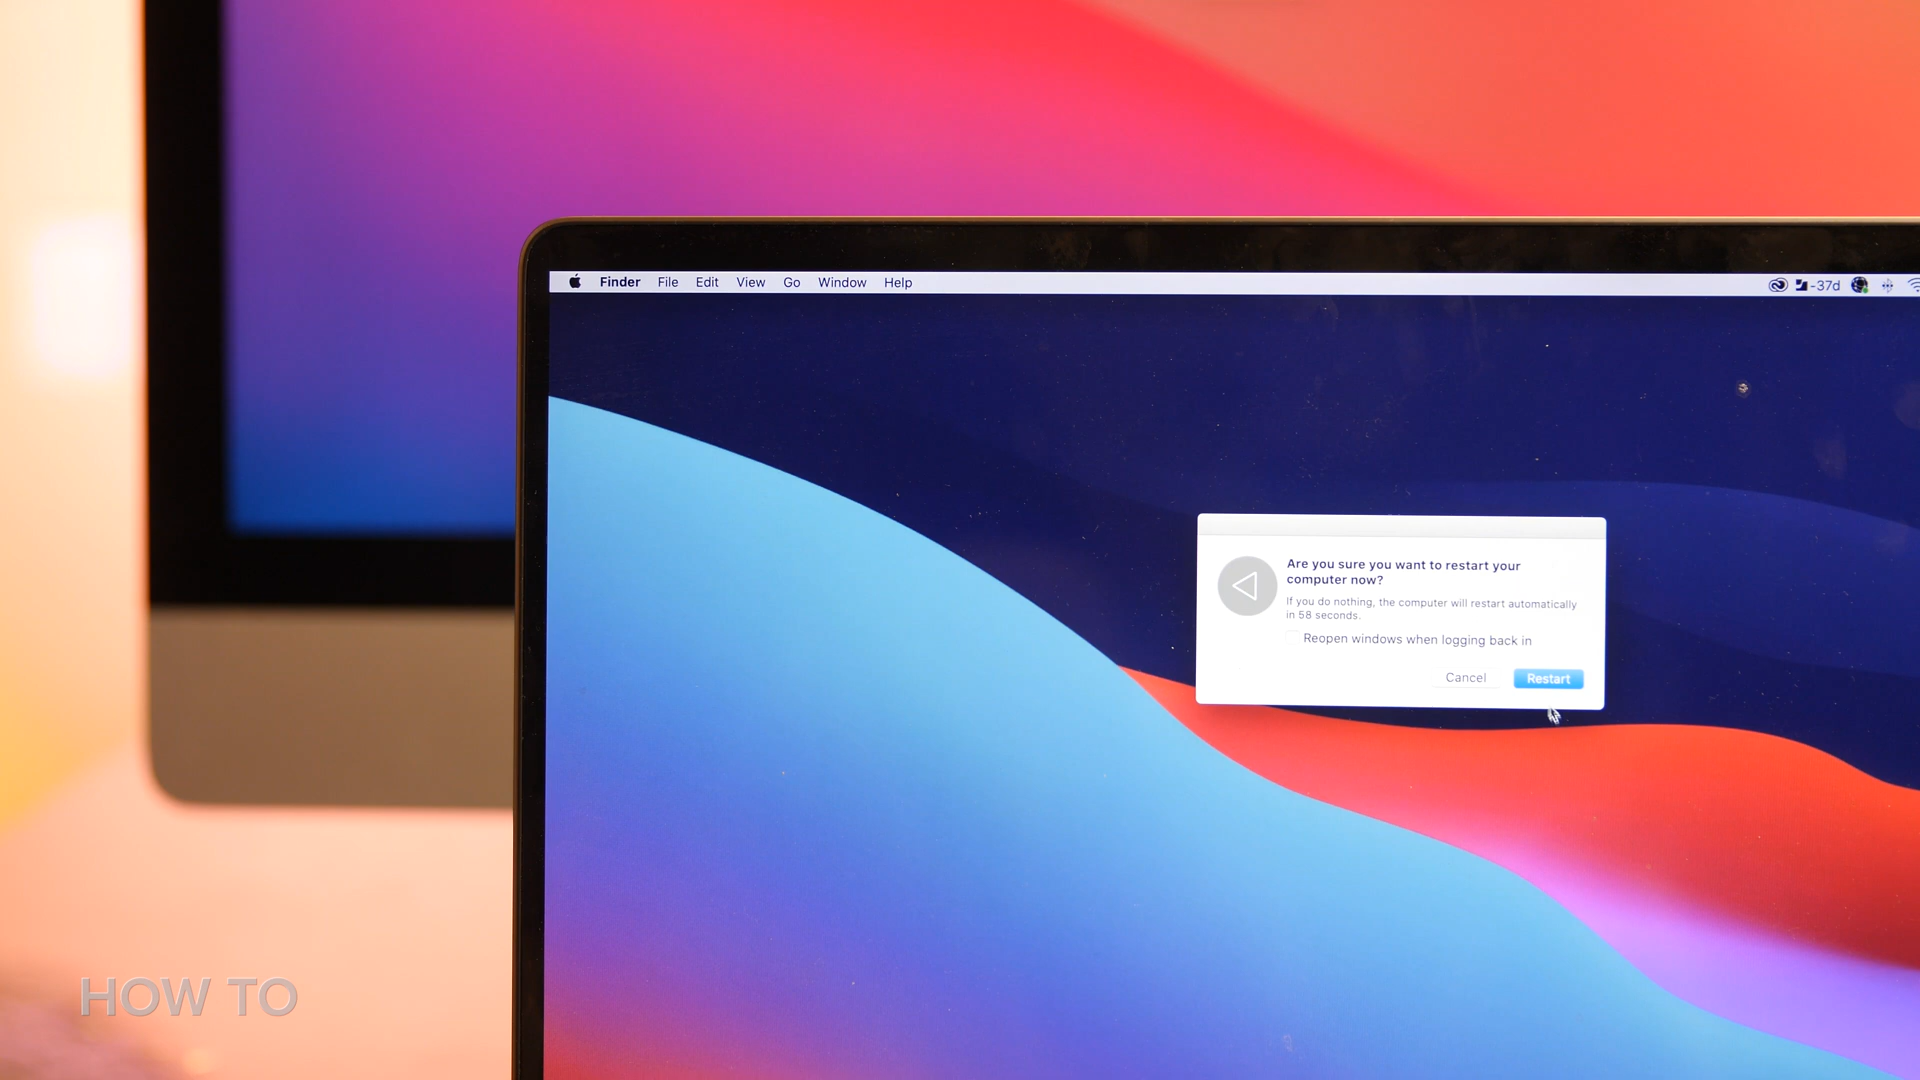 Finder File Edit View Go Window Help
-37d
Are you sure you want to restart your
computer now?
If you do nothing, the computer will restart automatically
in 58 seconds.
Reopen windows when logging back in
Cancel Restart
HOW TO